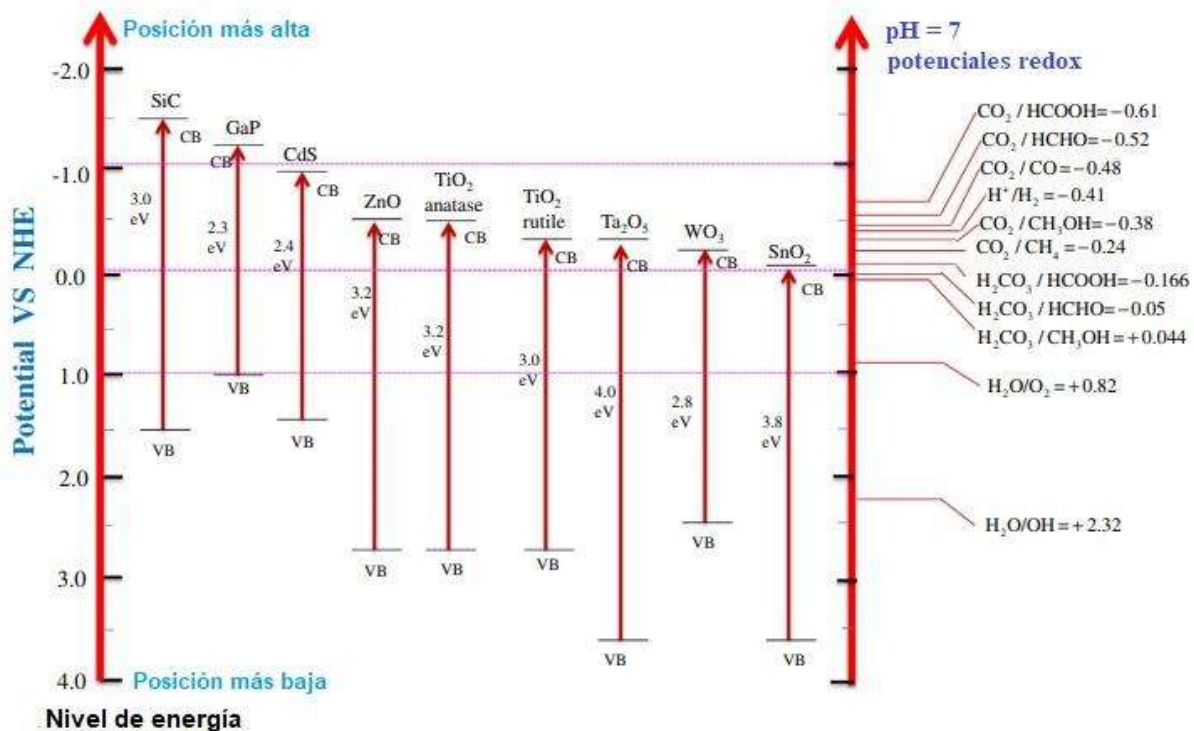 Posición más alta
pH = 7
potenciales redox
Potential VS NHE
-2.0
-1.0
0.0
1.0
2.0
3.0
4.0
SiC
CB
3.0
eV
VB
GaP
CB
2.3
eV
VB
CdS
CB
2.4
eV
VB
ZnO
CB
3.2
eV
VB
TiO₂
anatase
CB
3.2
eV
VB
TiO₂
rutile
CB
3.0
eV
VB
Ta₂O₅
CB
4.0
eV
VB
WO₃
CB
2.8
eV
VB
SnO₂
CB
3.8
eV
VB
CO₂ / HCOOH= −0.61
CO₂ / HCHO= −0.52
CO₂ / CO= −0.48
H⁺/H₂ = −0.41
CO₂ / CH₃OH= −0.38
CO₂ / CH₄ = −0.24
H₂CO₃ / HCOOH= −0.166
H₂CO₃ / HCHO= −0.05
H₂CO₃ / CH₃OH= +0.044
H₂O/O₂ = +0.82
H₂O/OH = +2.32
Posición más baja
Nivel de energía